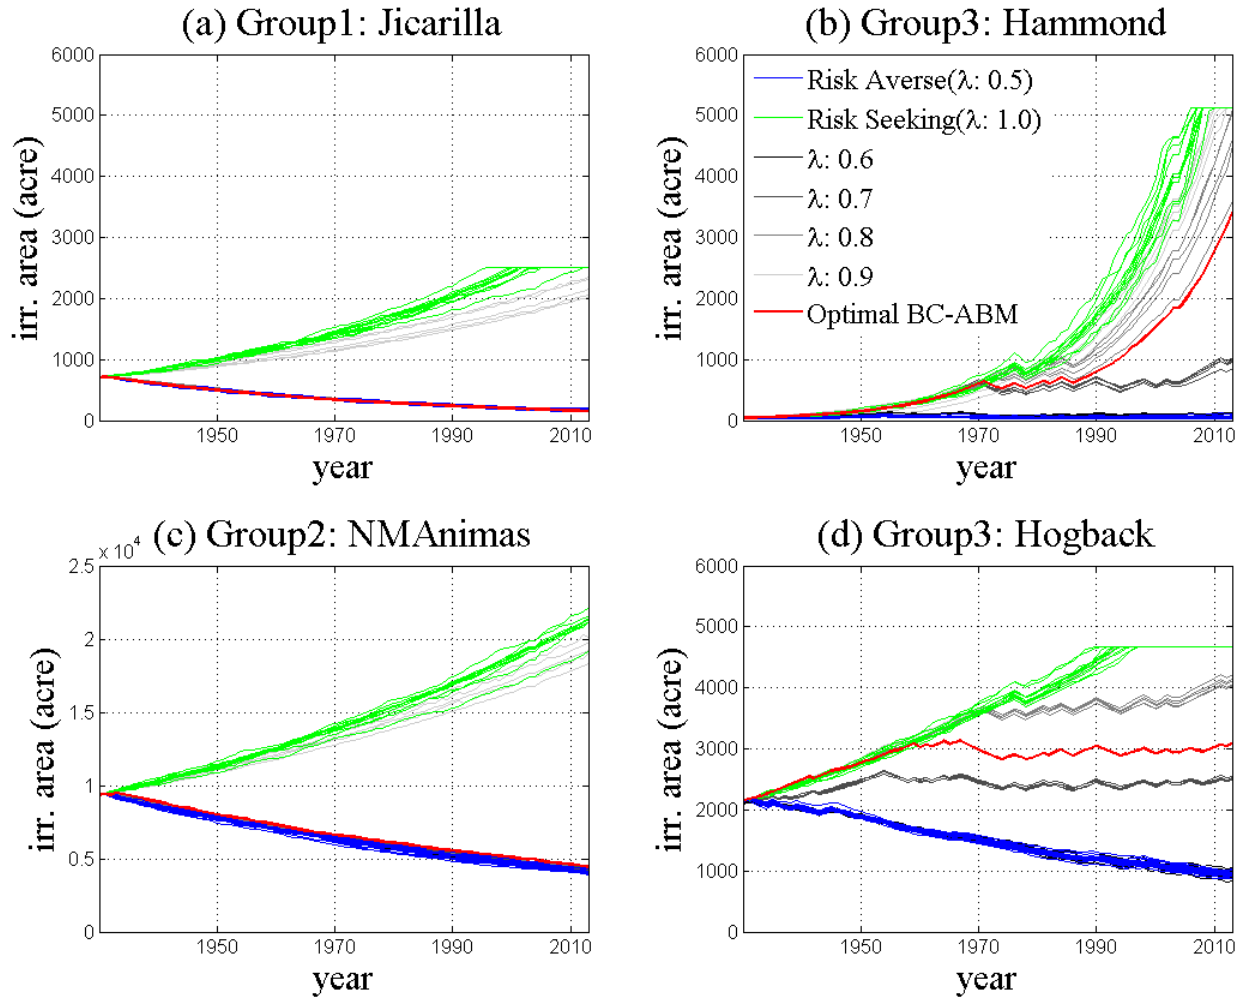 (a) Group1: Jicarilla
6000
5000
4000
3000
2000
1000
0
irr. area (acre)
1950 1970 1990 2010
year
(b) Group3: Hammond
6000
5000
4000
3000
2000
1000
0
irr. area (acre)
Risk Averse(λ: 0.5)
Risk Seeking(λ: 1.0)
λ: 0.6
λ: 0.7
λ: 0.8
λ: 0.9
Optimal BC-ABM
1950 1970 1990 2010
year
(c) Group2: NMAnimas
x 10^4
2.5
2
1.5
1
0.5
0
irr. area (acre)
1950 1970 1990 2010
year
(d) Group3: Hogback
6000
5000
4000
3000
2000
1000
0
irr. area (acre)
1950 1970 1990 2010
year